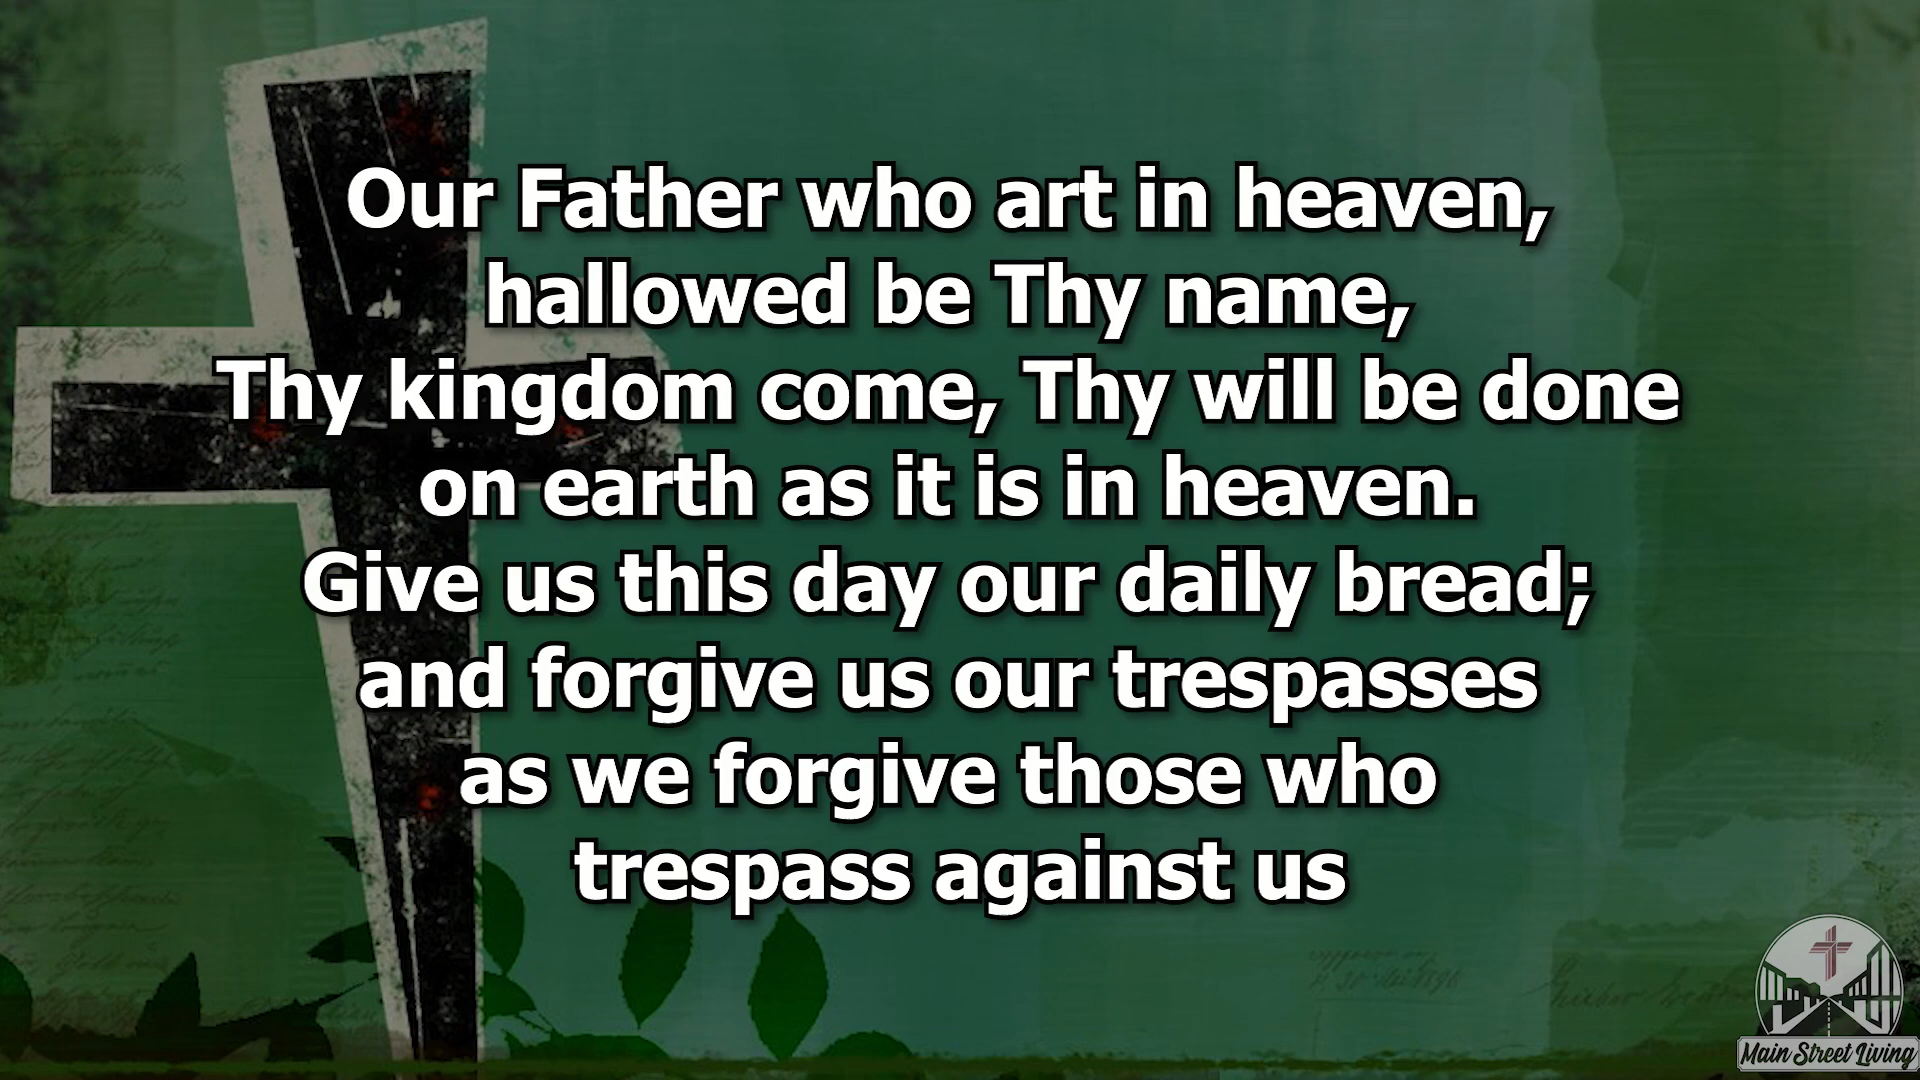 Our Father who art in heaven,
hallowed be Thy name,
Thy kingdom come, Thy will be done
on earth as it is in heaven.
Give us this day our daily bread;
and forgive us our trespasses
as we forgive those who
trespass against us
Main Street Living